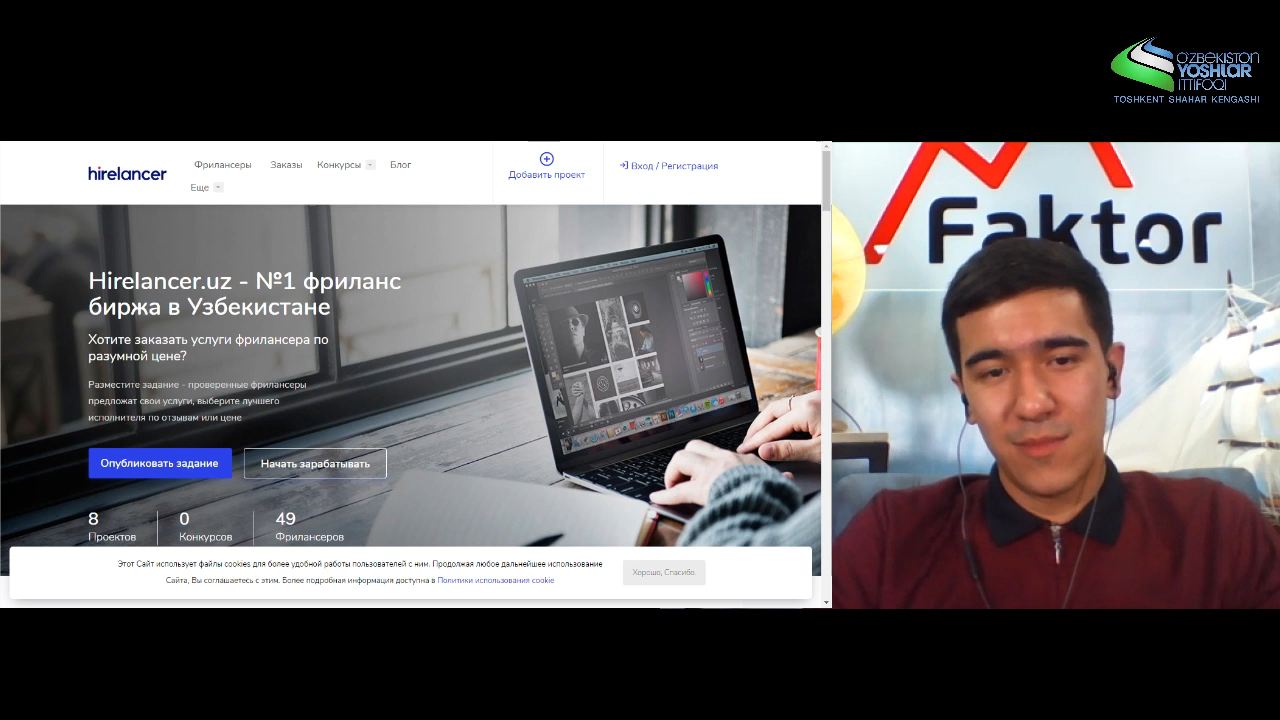 O'ZBEKISTON
YOSHLAR
ITTIFOQI
TOSHKENT SHAHAR KENGASHI
hirelancer
Фрилансеры Заказы Конкурсы Блог
Еще
Добавить проект
Вход / Регистрация
Faktor
Hirelancer.uz - №1 фриланс
биржа в Узбекистане
Хотите заказать услуги фрилансера по
разумной цене?
Разместите задание - проверенные фрилансеры
предложат свои услуги, выберите лучшего
исполнителя по отзывам или цене
Опубликовать задание
Начать зарабатывать
8 0 49
Проектов Конкурсов Фрилансеров
Этот Сайт использует файлы cookies для более удобной работы пользователей с ним. Продолжая любое дальнейшее использование
Сайта, Вы соглашаетесь с этим. Более подробная информация доступна в Политики использования cookie
Хорошо, Спасибо.